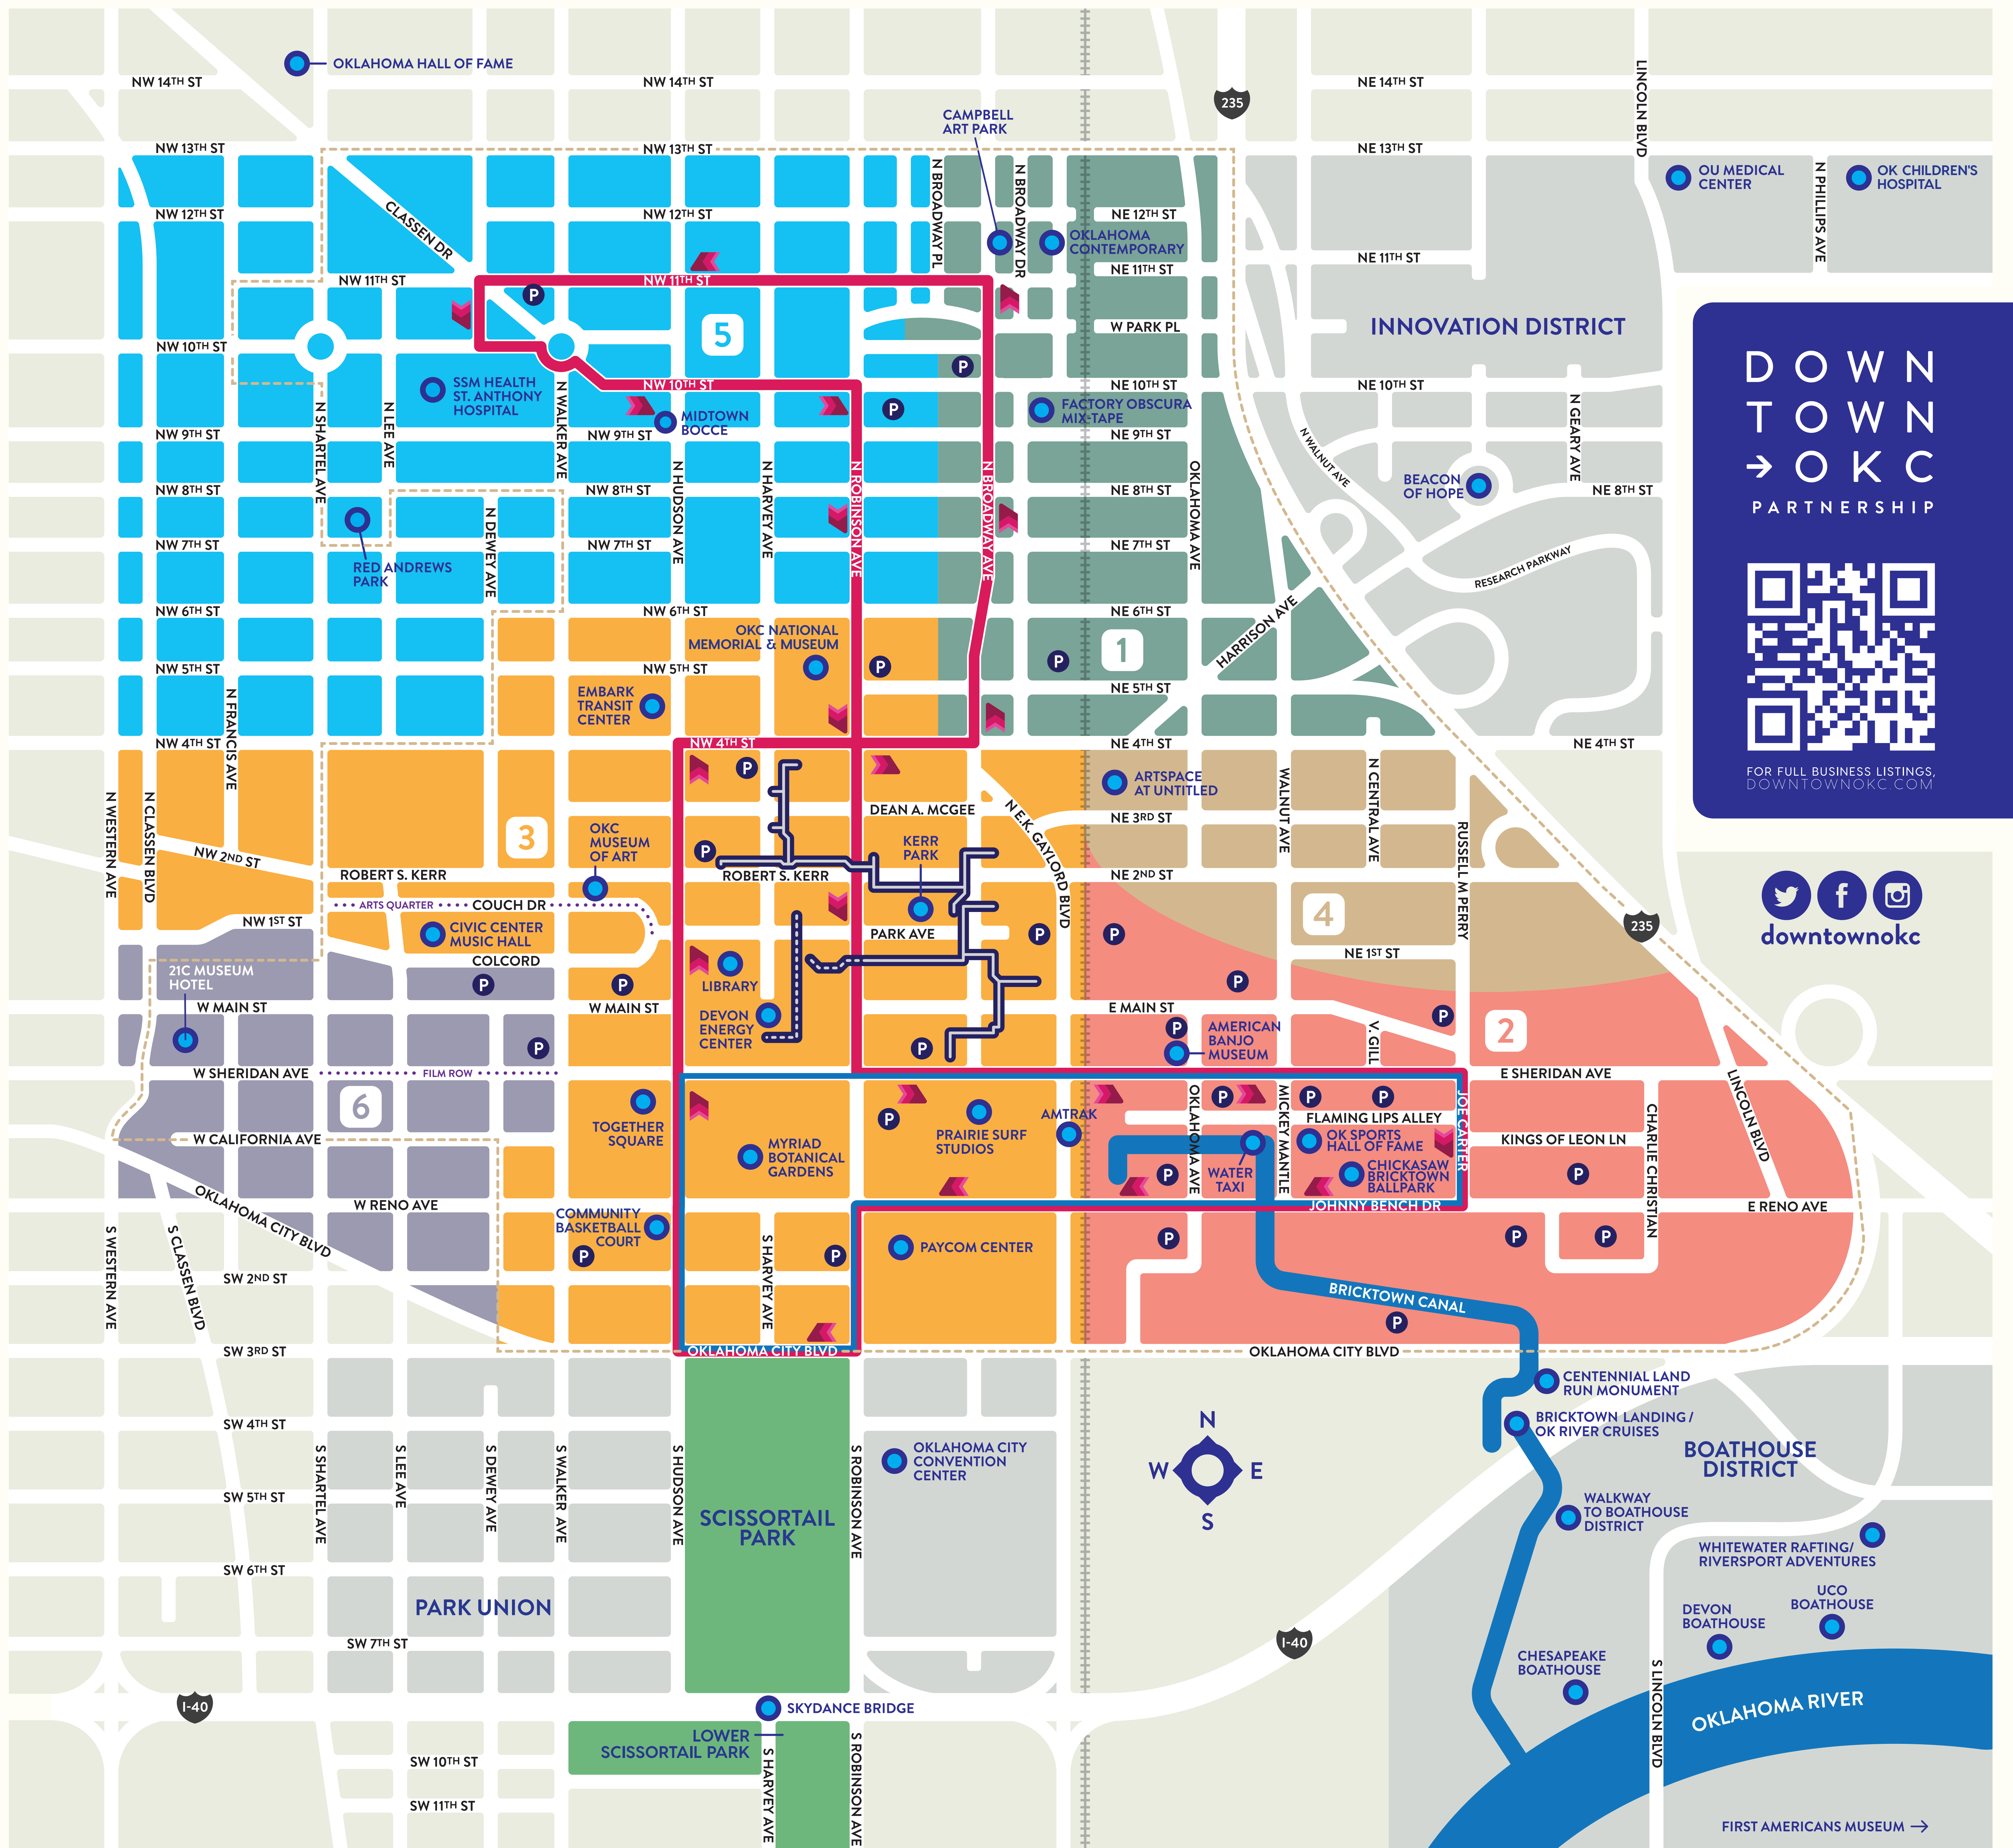 OKLAHOMA HALL OF FAME
NW 14TH ST
NW 14TH ST
NE 14TH ST
LINCOLN BLVD
235
CAMPBELL
ART PARK
NW 13TH ST
NW 13TH ST
NE 13TH ST
N BROADWAY PL
N BROADWAY DR
OU MEDICAL
CENTER
N PHILLIPS AVE
OK CHILDREN'S
HOSPITAL
CLASSEN DR
NW 12TH ST
NW 12TH ST
NE 12TH ST
OKLAHOMA
CONTEMPORARY
NE 11TH ST
NE 11TH ST
NW 11TH ST
NW 11TH ST
P
5
W PARK PL
INNOVATION DISTRICT
NW 10TH ST
P
SSM HEALTH
ST. ANTHONY
HOSPITAL
NW 10TH ST
NE 10TH ST
NE 10TH ST
N SHARTEL AVE
N LEE AVE
N WALKER AVE
MIDTOWN
BOCCE
P
FACTORY OBSCURA
MIX-TAPE
N GEARY AVE
NW 9TH ST
NW 9TH ST
NE 9TH ST
N WALNUT AVE
N HUDSON AVE
N HARVEY AVE
N ROBINSON AVE
N BROADWAY AVE
OKLAHOMA AVE
BEACON
OF HOPE
NW 8TH ST
NW 8TH ST
NE 8TH ST
NE 8TH ST
N DEWEY AVE
NW 7TH ST
NW 7TH ST
NE 7TH ST
RED ANDREWS
PARK
RESEARCH PARKWAY
NW 6TH ST
NW 6TH ST
NE 6TH ST
HARRISON AVE
OKC NATIONAL
MEMORIAL & MUSEUM
P
P
1
NW 5TH ST
NW 5TH ST
NE 5TH ST
N FRANCIS AVE
EMBARK
TRANSIT
CENTER
NW 4TH ST
NW 4TH ST
NE 4TH ST
NE 4TH ST
DOWN
TOWN
→ OKC
PARTNERSHIP
FOR FULL BUSINESS LISTINGS,
DOWNTOWNOKC.COM
downtownokc
P
ARTSPACE
AT UNTITLED
WALNUT AVE
N CENTRAL AVE
RUSSELL M PERRY
N WESTERN AVE
N CLASSEN BLVD
DEAN A. MCGEE
N E.K. GAYLORD BLVD
NE 3RD ST
3
OKC
MUSEUM
OF ART
P
KERR
PARK
NW 2ND ST
ROBERT S. KERR
ROBERT S. KERR
NE 2ND ST
ARTS QUARTER
COUCH DR
4
235
NW 1ST ST
CIVIC CENTER
MUSIC HALL
PARK AVE
P
P
COLCORD
NE 1ST ST
21C MUSEUM
HOTEL
P
P
LIBRARY
P
W MAIN ST
W MAIN ST
E MAIN ST
DEVON
ENERGY
CENTER
P
P
P
AMERICAN
BANJO
MUSEUM
V. GILL
P
2
W SHERIDAN AVE
FILM ROW
E SHERIDAN AVE
6
TOGETHER
SQUARE
P
PRAIRIE SURF
STUDIOS
AMTRAK
OKLAHOMA AVE
P
MICKEY MANTLE
P
P
FLAMING LIPS ALLEY
JOE CARTER
CHARLIE CHRISTIAN
LINCOLN BLVD
W CALIFORNIA AVE
MYRIAD
BOTANICAL
GARDENS
OK SPORTS
HALL OF FAME
KINGS OF LEON LN
P
WATER
TAXI
CHICKASAW
BRICKTOWN
BALLPARK
P
OKLAHOMA CITY BLVD
W RENO AVE
JOHNNY BENCH DR
E RENO AVE
COMMUNITY
BASKETBALL
COURT
P
S HARVEY AVE
P
PAYCOM CENTER
P
P
P
S WESTERN AVE
S CLASSEN BLVD
SW 2ND ST
BRICKTOWN CANAL
P
SW 3RD ST
OKLAHOMA CITY BLVD
OKLAHOMA CITY BLVD
CENTENNIAL LAND
RUN MONUMENT
SW 4TH ST
BRICKTOWN LANDING /
OK RIVER CRUISES
N
W
E
S
BOATHOUSE
DISTRICT
OKLAHOMA CITY
CONVENTION
CENTER
S SHARTEL AVE
S LEE AVE
S DEWEY AVE
S WALKER AVE
S HUDSON AVE
S ROBINSON AVE
SW 5TH ST
SCISSORTAIL
PARK
WALKWAY
TO BOATHOUSE
DISTRICT
WHITEWATER RAFTING/
RIVERSPORT ADVENTURES
SW 6TH ST
PARK UNION
UCO
BOATHOUSE
DEVON
BOATHOUSE
SW 7TH ST
I-40
CHESAPEAKE
BOATHOUSE
S LINCOLN BLVD
I-40
SKYDANCE BRIDGE
OKLAHOMA RIVER
LOWER
SCISSORTAIL PARK
S HARVEY AVE
S ROBINSON AVE
SW 10TH ST
SW 11TH ST
FIRST AMERICANS MUSEUM →